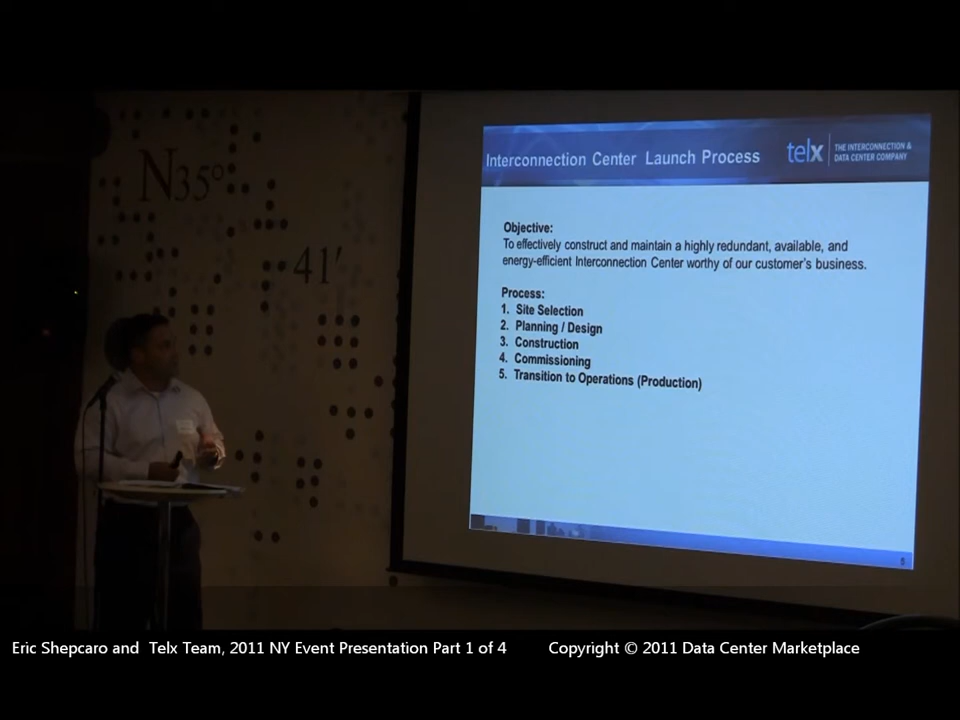 N35°
41′
Interconnection Center Launch Process
telx
THE INTERCONNECTION &
DATA CENTER COMPANY
Objective:
To effectively construct and maintain a highly redundant, available, and
energy-efficient Interconnection Center worthy of our customer's business.
Process:
1. Site Selection
2. Planning / Design
3. Construction
4. Commissioning
5. Transition to Operations (Production)
Eric Shepcaro and  Telx Team, 2011 NY Event Presentation Part 1 of 4
Copyright © 2011 Data Center Marketplace